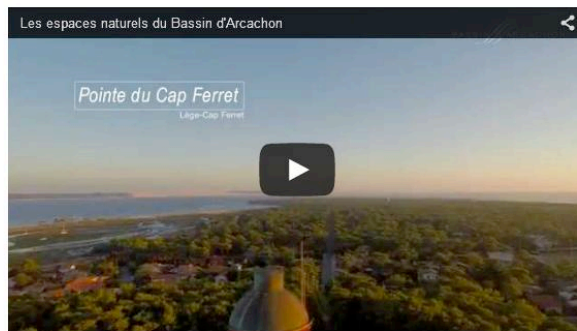 Les espaces naturels du Bassin d'Arcachon
Pointe du Cap Ferret
Lège-Cap Ferret